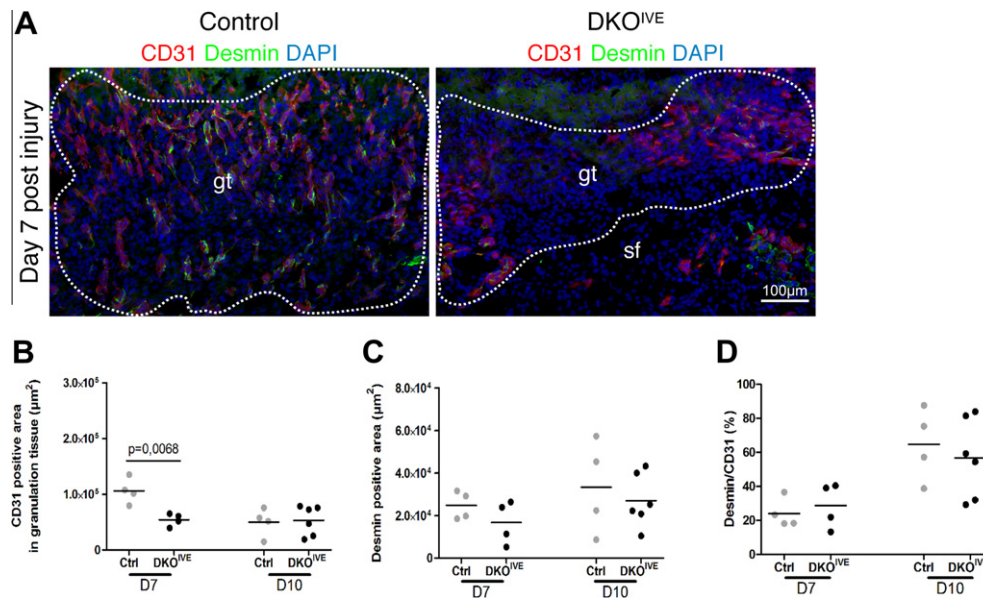 A
Control
DKO^IVE
CD31 Desmin DAPI
CD31 Desmin DAPI
Day 7 post injury
gt
gt
sf
100µm
B
CD31 positive area
in granulation tissue (µm²)
3.0×10⁵
2.0×10⁵
1.0×10⁵
0
p=0,0068
Ctrl DKO^IVE Ctrl DKO^IVE
D7 D10
C
Desmin positive area (µm²)
8.0×10⁴
6.0×10⁴
4.0×10⁴
2.0×10⁴
0
Ctrl DKO^IVE Ctrl DKO^IVE
D7 D10
D
Desmin/CD31 (%)
100
80
60
40
20
0
Ctrl DKO^IVE Ctrl DKO^IVE
D7 D10